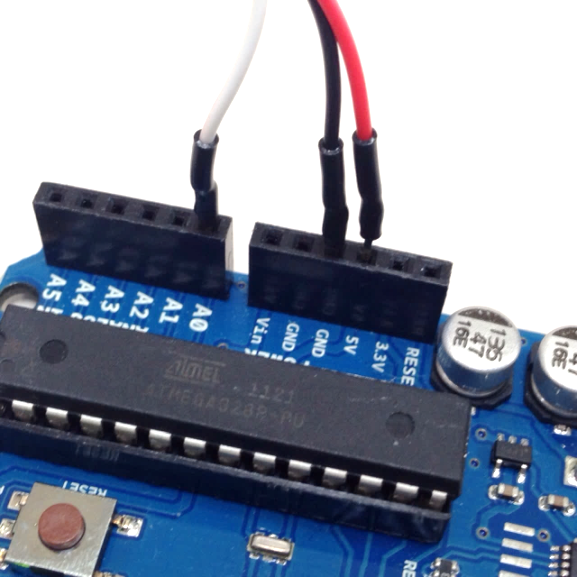 A5
A4
A3
A2
A1
A0
Vin
GND
GND
5V
3.3V
RESE
ATMEL
1121
ATMEGA328P-PU
RESET
135
47
16E
RE